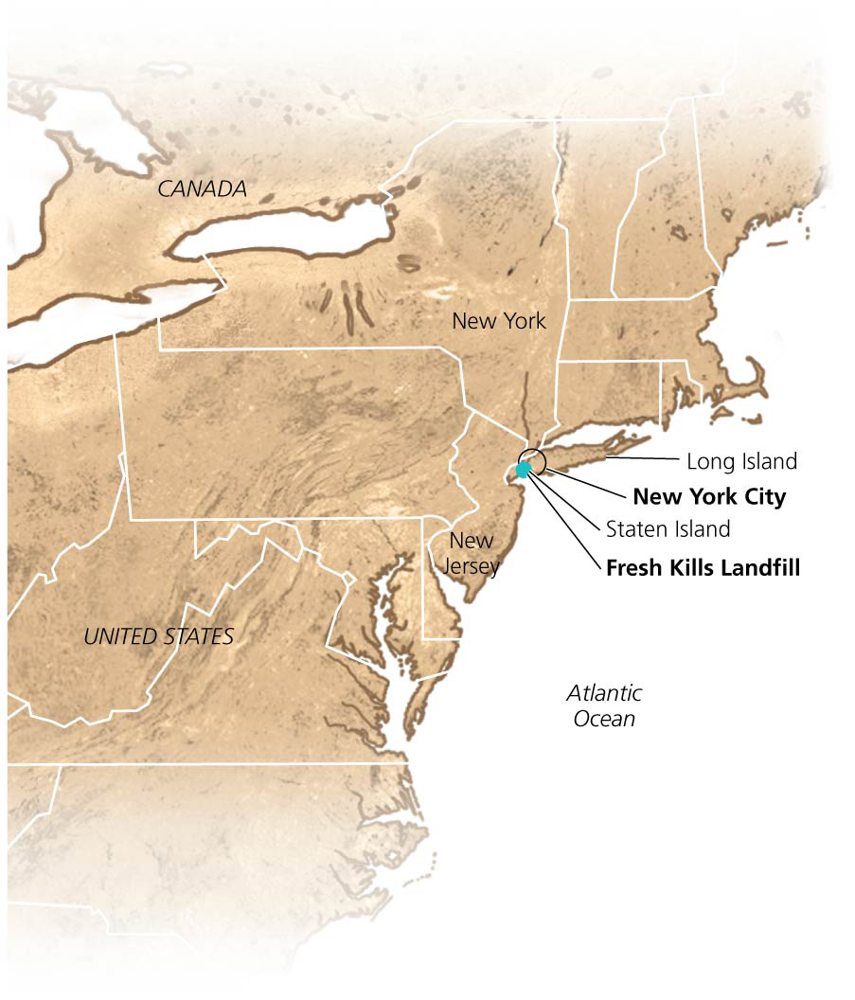 CANADA
New York
Long Island
New York City
Staten Island
New
Jersey
Fresh Kills Landfill
UNITED STATES
Atlantic
Ocean